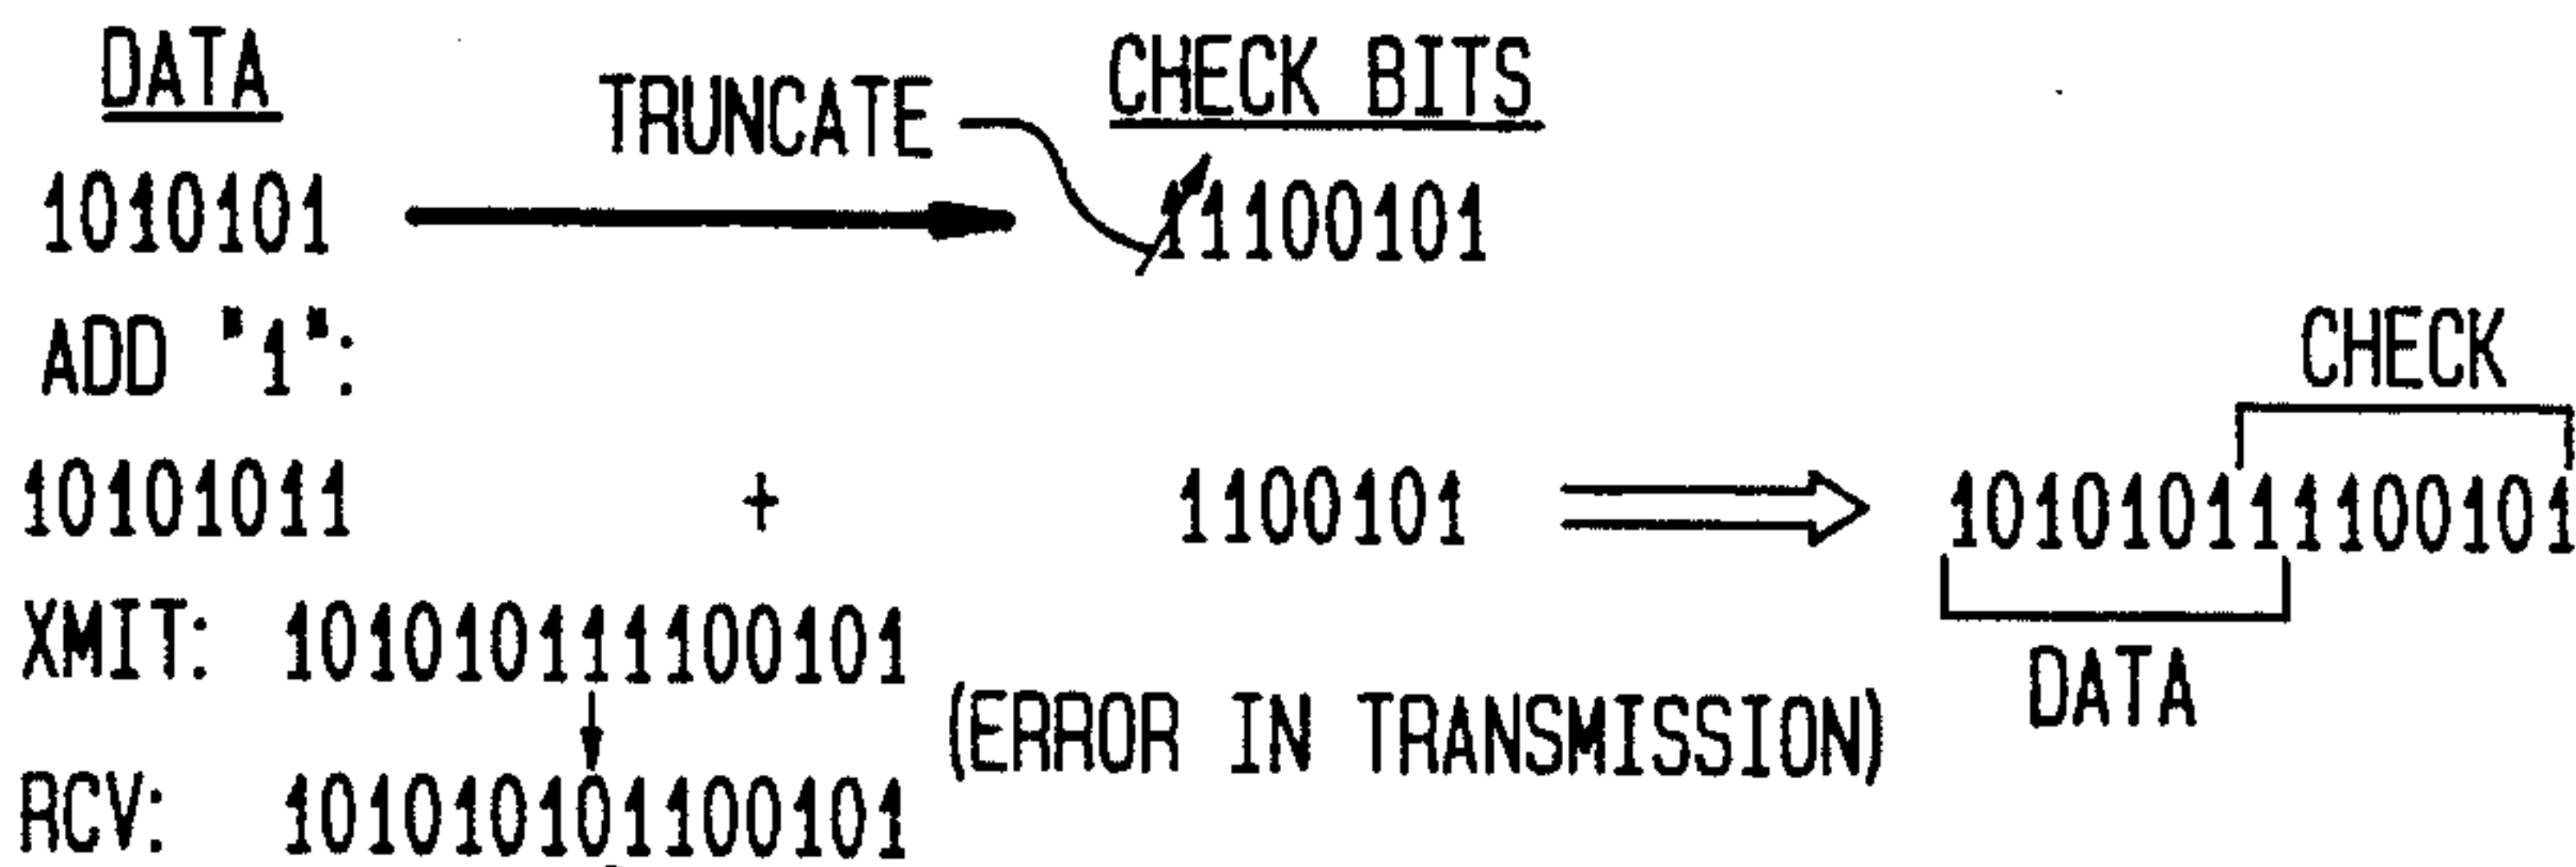 DATA
TRUNCATE
CHECK BITS
1010101
11100101
ADD "1":
CHECK
10101011 + 1100101 101010111100101
DATA
XMIT: 101010111100101
(ERROR IN TRANSMISSION)
RCV: 101010101100101